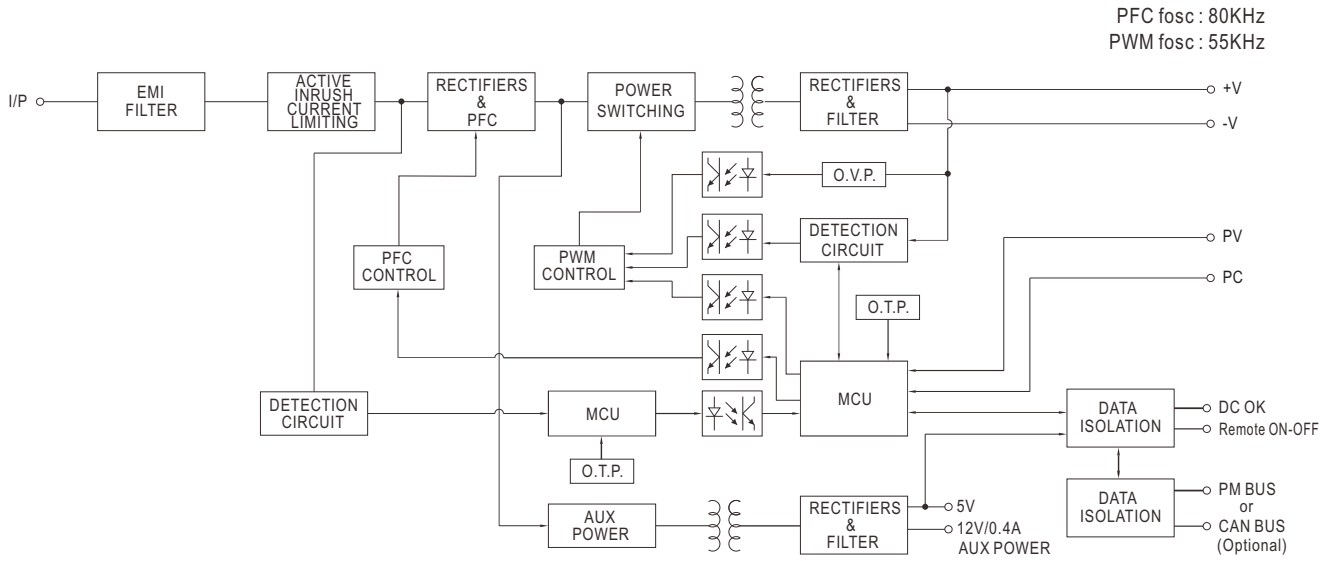 PFC fosc : 80KHz
PWM fosc : 55KHz
I/P
EMI
FILTER
ACTIVE
INRUSH
CURRENT
LIMITING
RECTIFIERS
&
PFC
POWER
SWITCHING
RECTIFIERS
&
FILTER
+V
-V
O.V.P.
PFC
CONTROL
PWM
CONTROL
DETECTION
CIRCUIT
PV
PC
O.T.P.
DETECTION
CIRCUIT
MCU
MCU
DATA
ISOLATION
DC OK
Remote ON-OFF
O.T.P.
AUX
POWER
RECTIFIERS
&
FILTER
5V
12V/0.4A
AUX POWER
DATA
ISOLATION
PM BUS
or
CAN BUS
(Optional)